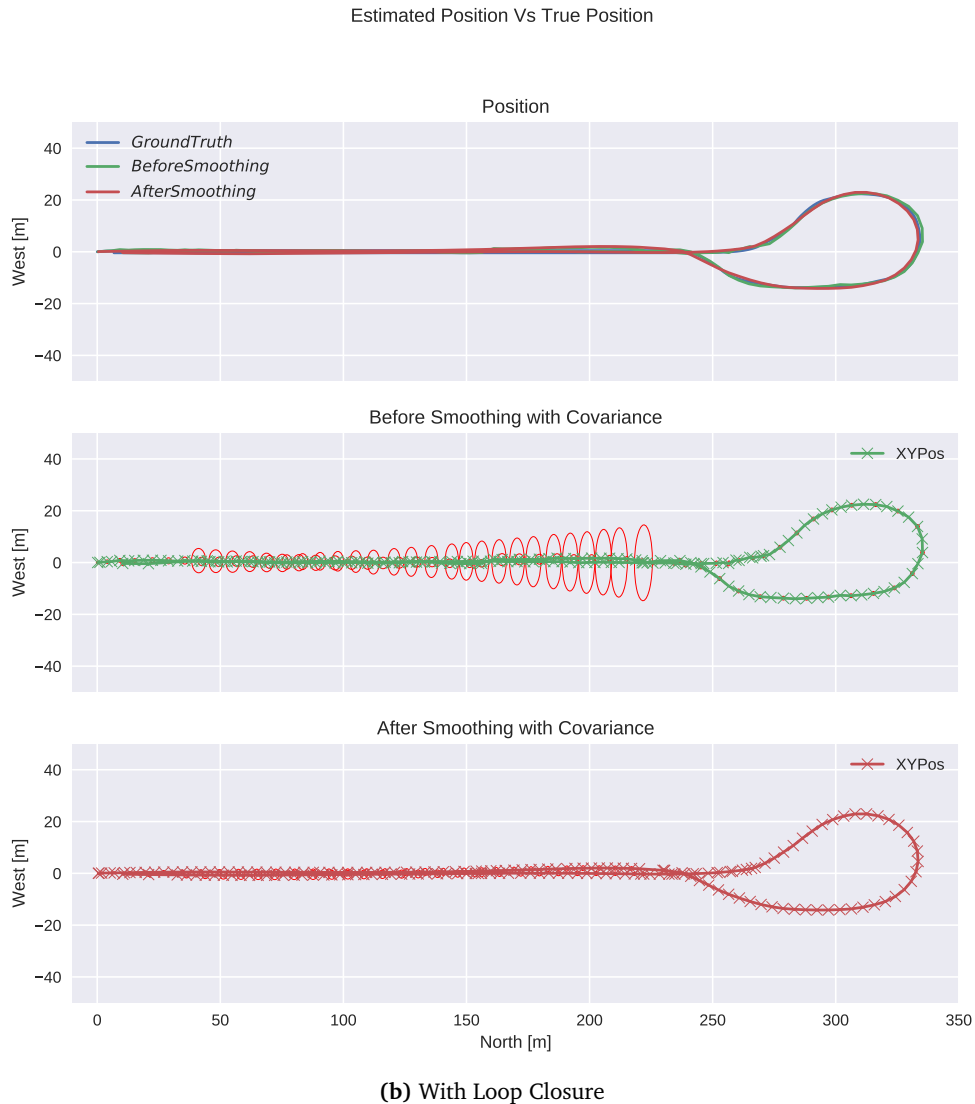 Estimated Position Vs True Position
Position
40
20
0
−20
−40
West [m]
GroundTruth
BeforeSmoothing
AfterSmoothing
Before Smoothing with Covariance
40
20
0
−20
−40
West [m]
XYPos
After Smoothing with Covariance
40
20
0
−20
−40
West [m]
XYPos
0 50 100 150 200 250 300 350
North [m]
(b) With Loop Closure